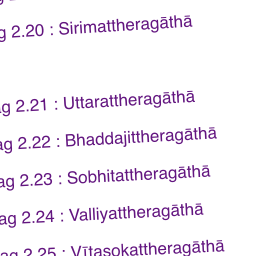 g 2.20 : Sirimattheragāthā
ag 2.21 : Uttarattheragāthā
ag 2.22 : Bhaddajittheragāthā
ag 2.23 : Sobhitattheragāthā
ag 2.24 : Valliyattheragāthā
ag 2.25 : Vītasokattheragāthā